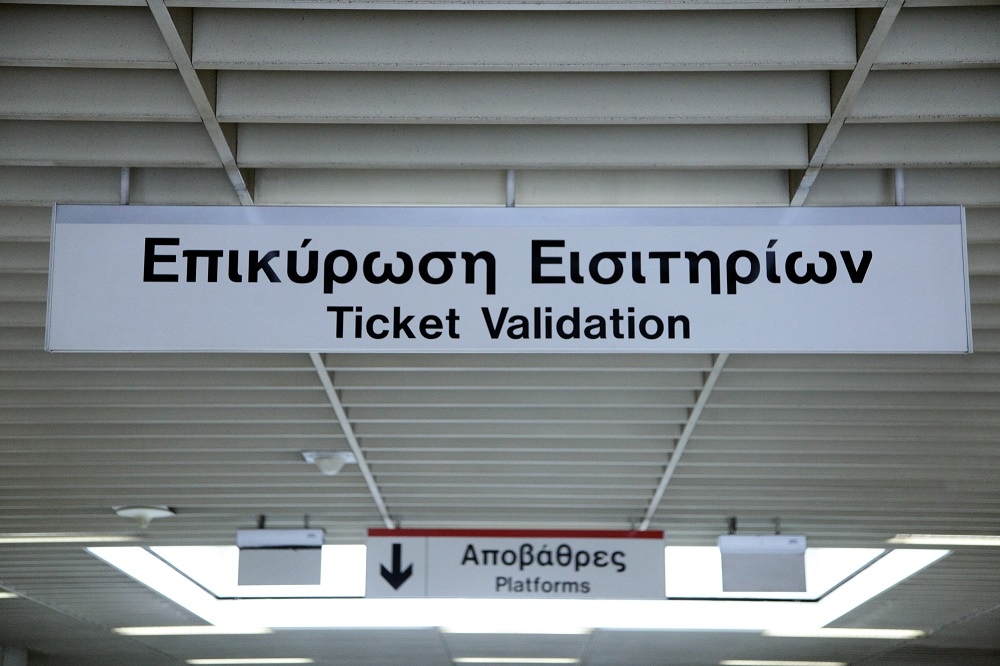 Επικύρωση Εισιτηρίων
Ticket Validation
Αποβάθρες
Platforms